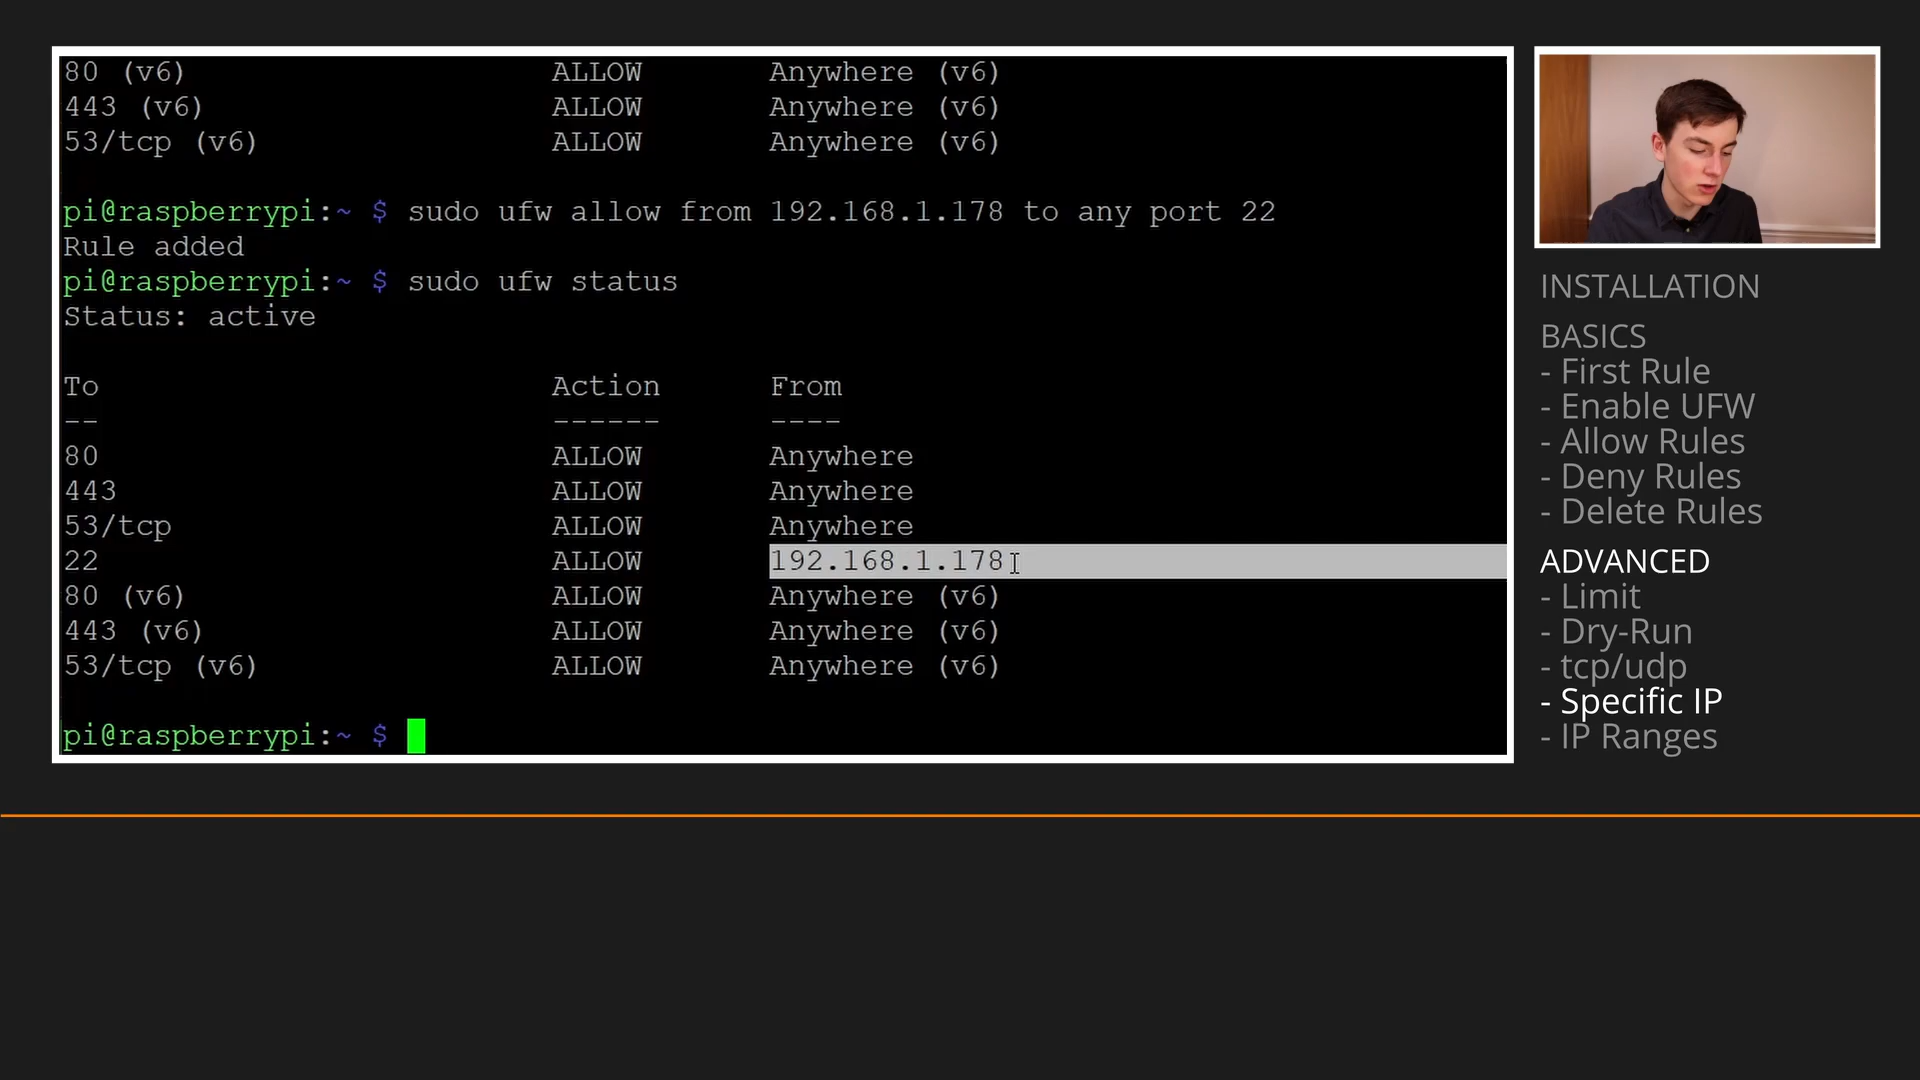 80 (v6) ALLOW Anywhere (v6)
443 (v6) ALLOW Anywhere (v6)
53/tcp (v6) ALLOW Anywhere (v6)
pi@raspberrypi:~ $ sudo ufw allow from 192.168.1.178 to any port 22
Rule added
pi@raspberrypi:~ $ sudo ufw status
Status: active
To Action From
-- ------ ----
80 ALLOW Anywhere
443 ALLOW Anywhere
53/tcp ALLOW Anywhere
22 ALLOW 192.168.1.178
80 (v6) ALLOW Anywhere (v6)
443 (v6) ALLOW Anywhere (v6)
53/tcp (v6) ALLOW Anywhere (v6)
pi@raspberrypi:~ $
INSTALLATION
BASICS
- First Rule
- Enable UFW
- Allow Rules
- Deny Rules
- Delete Rules
ADVANCED
- Limit
- Dry-Run
- tcp/udp
- Specific IP
- IP Ranges